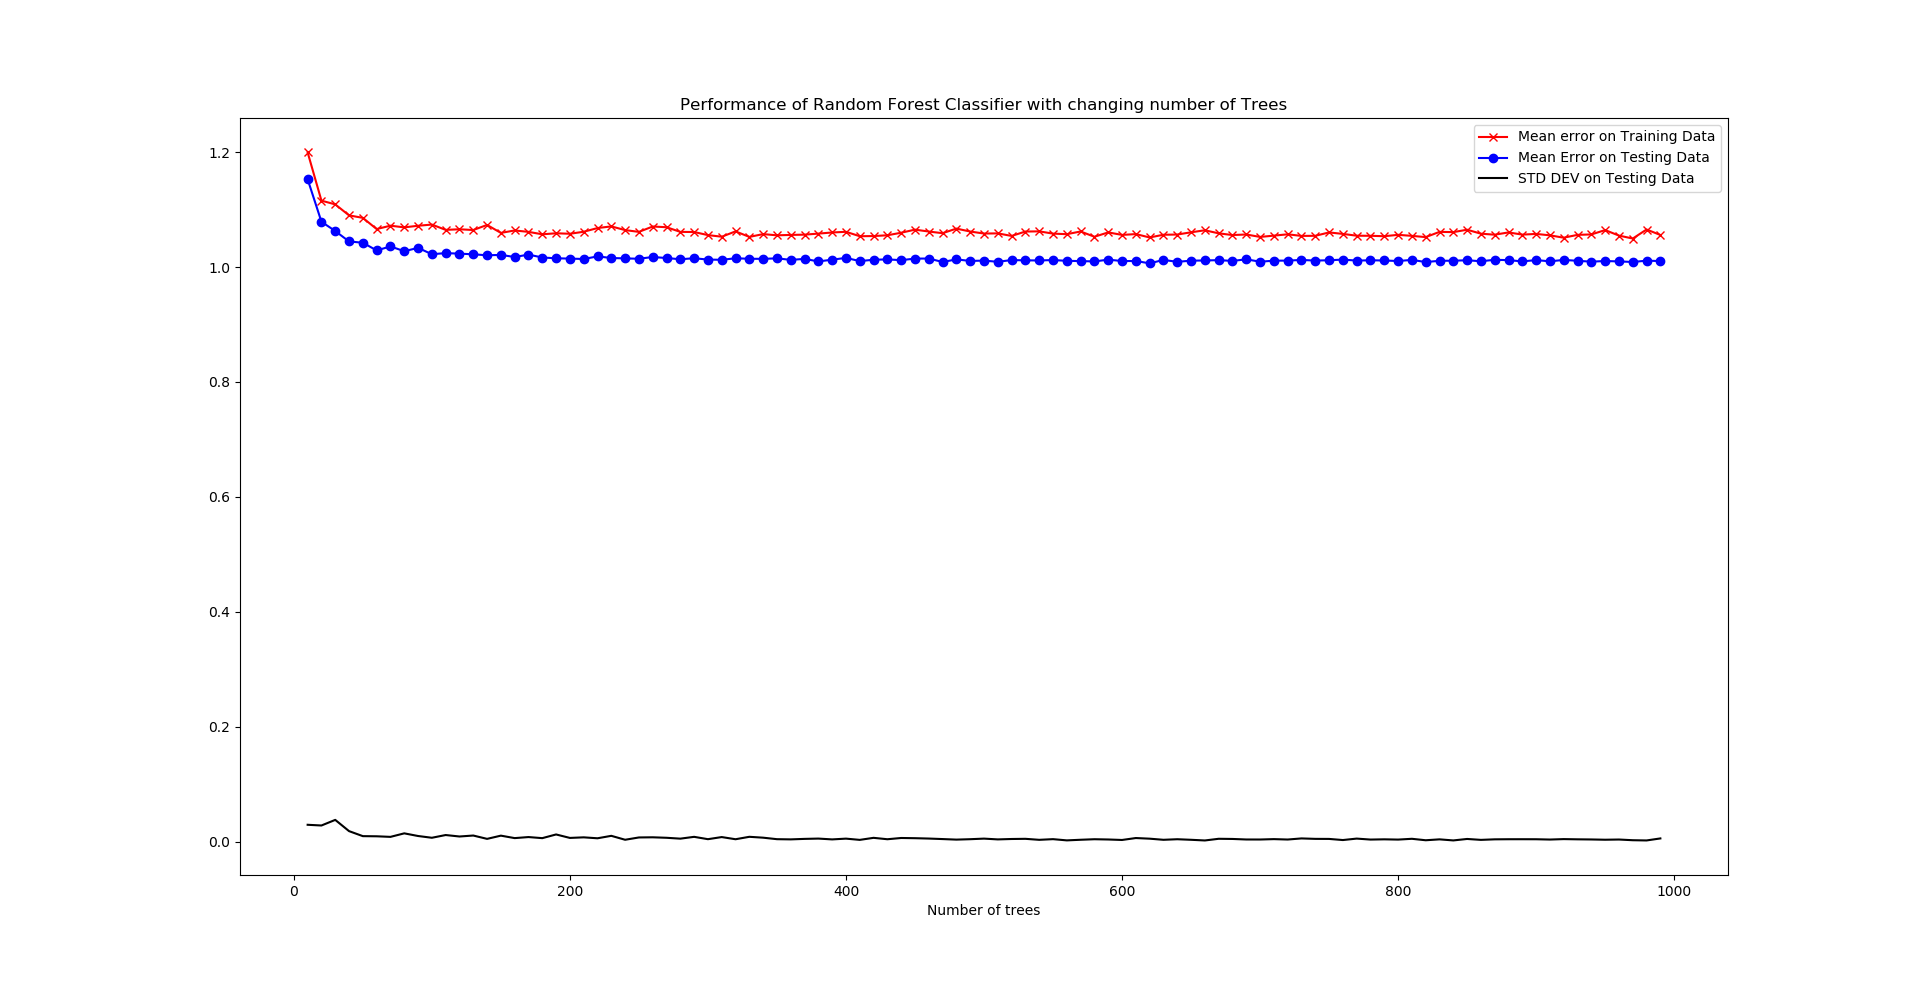 Performance of Random Forest Classifier with changing number of Trees
Mean error on Training Data
Mean Error on Testing Data
STD DEV on Testing Data
1.2
1.0
0.8
0.6
0.4
0.2
0.0
0
200
400
600
800
1000
Number of trees